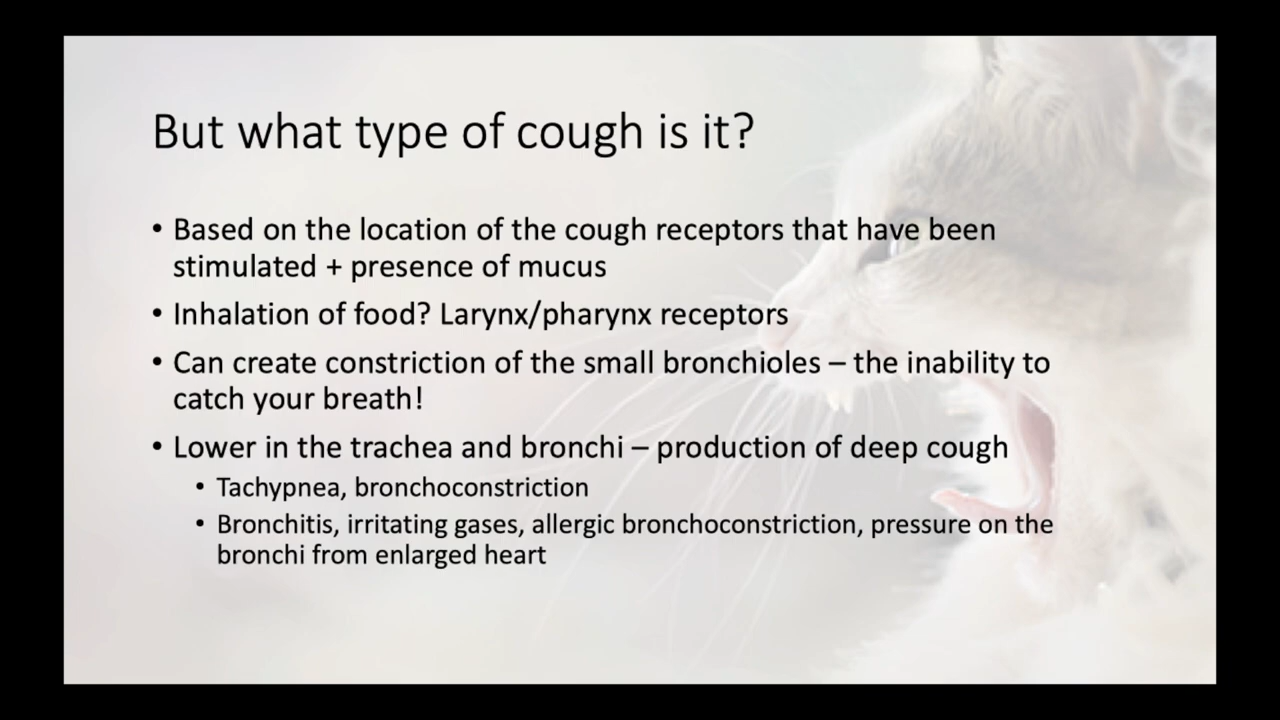 But what type of cough is it?
• Based on the location of the cough receptors that have been
stimulated + presence of mucus
• Inhalation of food? Larynx/pharynx receptors
• Can create constriction of the small bronchioles – the inability to
catch your breath!
• Lower in the trachea and bronchi – production of deep cough
• Tachypnea, bronchoconstriction
• Bronchitis, irritating gases, allergic bronchoconstriction, pressure on the
bronchi from enlarged heart